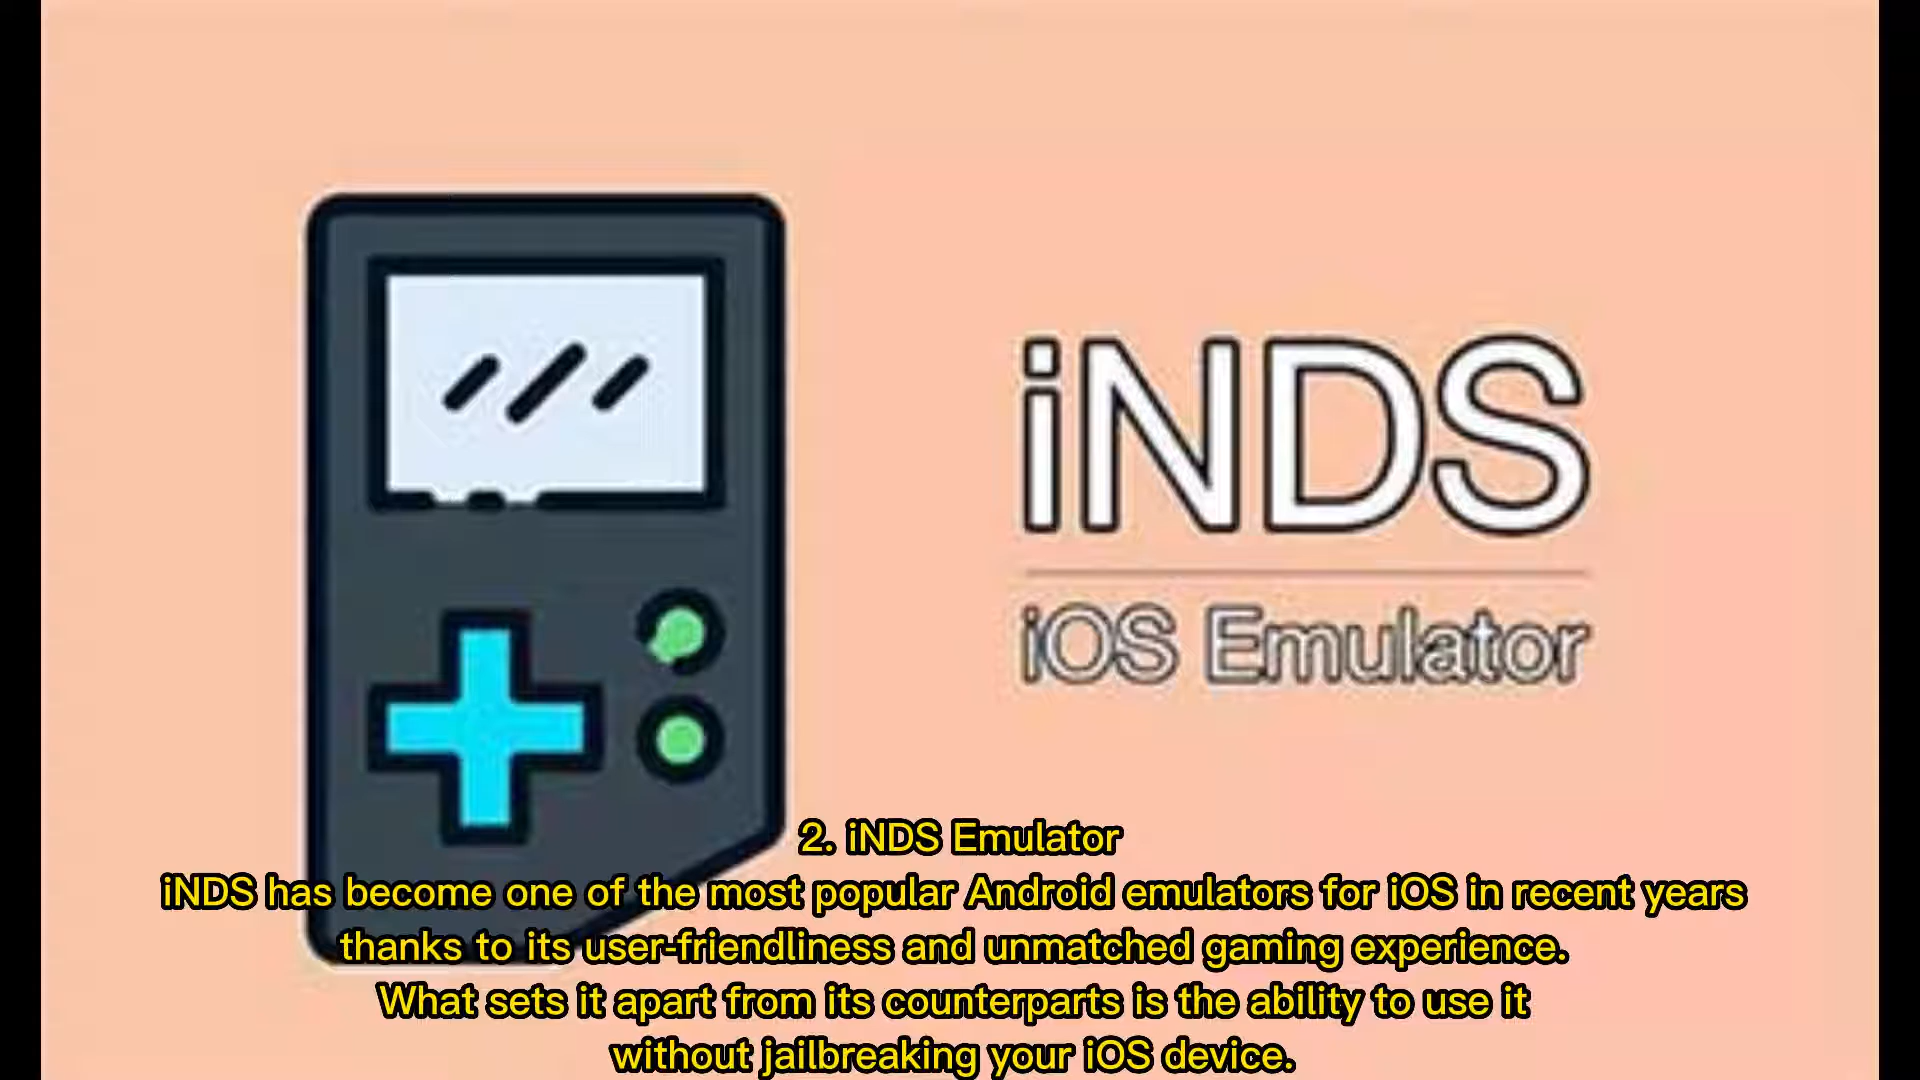 iNDS
iOS Emulator
2. iNDS Emulator
iNDS has become one of the most popular Android emulators for iOS in recent years
thanks to its user-friendliness and unmatched gaming experience.
What sets it apart from its counterparts is the ability to use it
without jailbreaking your iOS device.